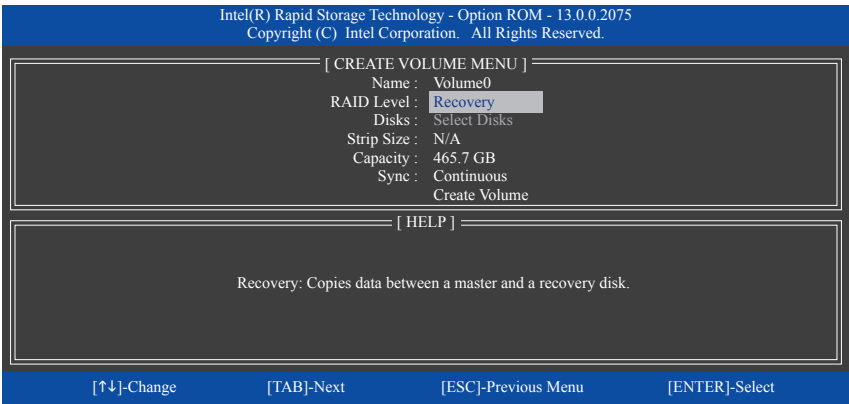 Intel(R) Rapid Storage Technology - Option ROM - 13.0.0.2075
Copyright (C) Intel Corporation. All Rights Reserved.
[ CREATE VOLUME MENU ]
Name : Volume0
RAID Level : Recovery
Disks : Select Disks
Strip Size : N/A
Capacity : 465.7 GB
Sync : Continuous
Create Volume
[ HELP ]
Recovery: Copies data between a master and a recovery disk.
[↑↓]-Change [TAB]-Next [ESC]-Previous Menu [ENTER]-Select